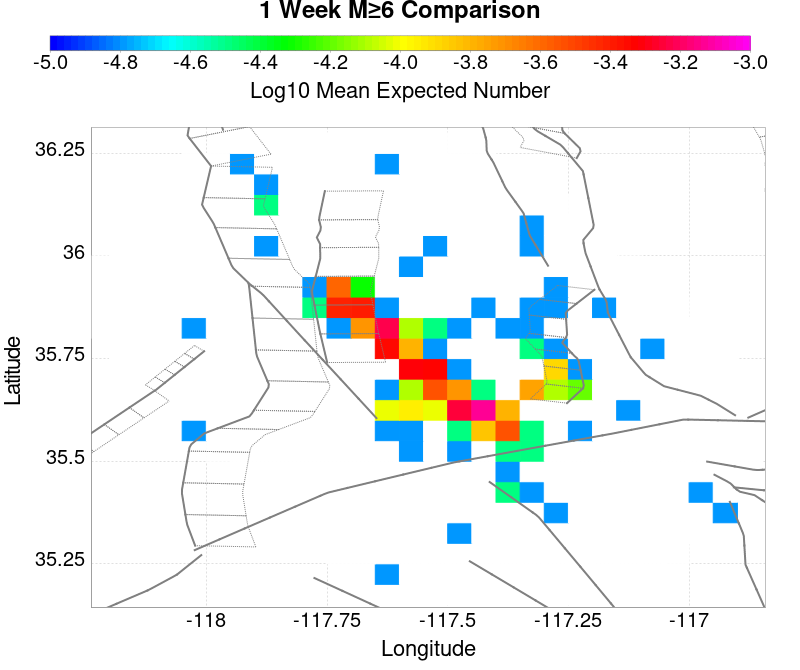 1 Week M≥6 Comparison
-5.0 -4.8 -4.6 -4.4 -4.2 -4.0 -3.8 -3.6 -3.4 -3.2 -3.0
Log10 Mean Expected Number
36.25
36
35.75
35.5
35.25
Latitude
-118 -117.75 -117.5 -117.25 -117
Longitude